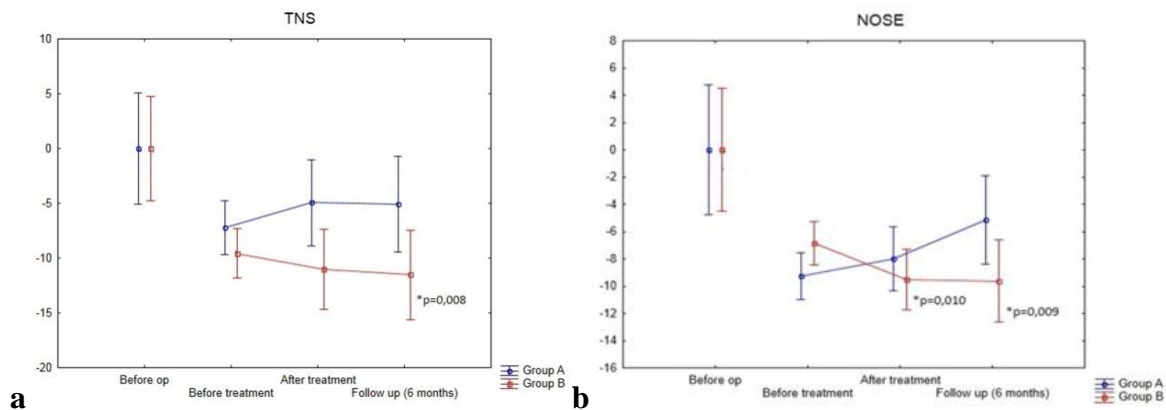 TNS
10
5
0
-5
-10
-15
-20
*p=0,008
Before op
Before treatment
After treatment
Follow up (6 months)
Group A
Group B
a
NOSE
8
6
4
2
0
-2
-4
-6
-8
-10
-12
-14
-16
*p=0,010
*p=0,009
Before op
Before treatment
After treatment
Follow up (6 months)
Group A
Group B
b